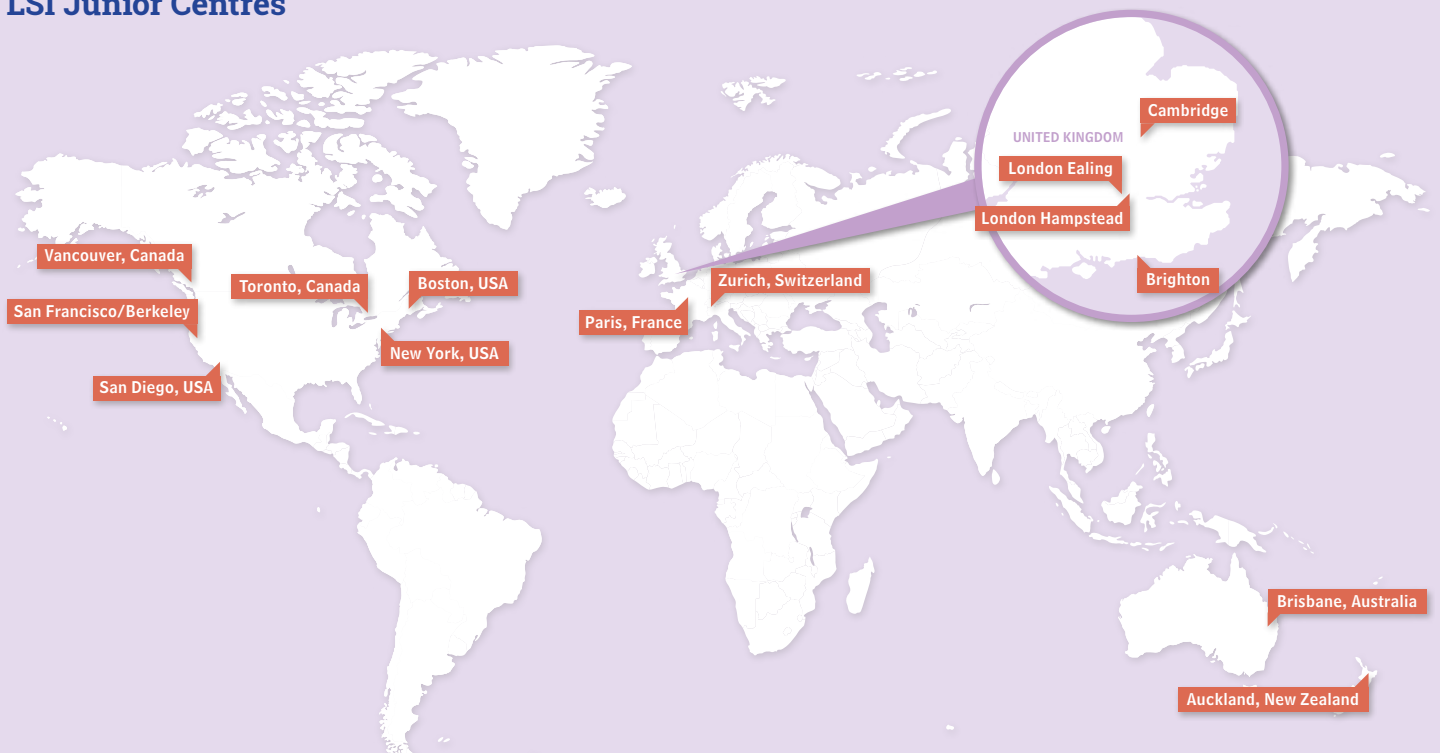 LSI Junior Centres
Cambridge
UNITED KINGDOM
London Ealing
London Hampstead
Brighton
Vancouver, Canada
Toronto, Canada
Boston, USA
San Francisco/Berkeley
New York, USA
San Diego, USA
Zurich, Switzerland
Paris, France
Brisbane, Australia
Auckland, New Zealand